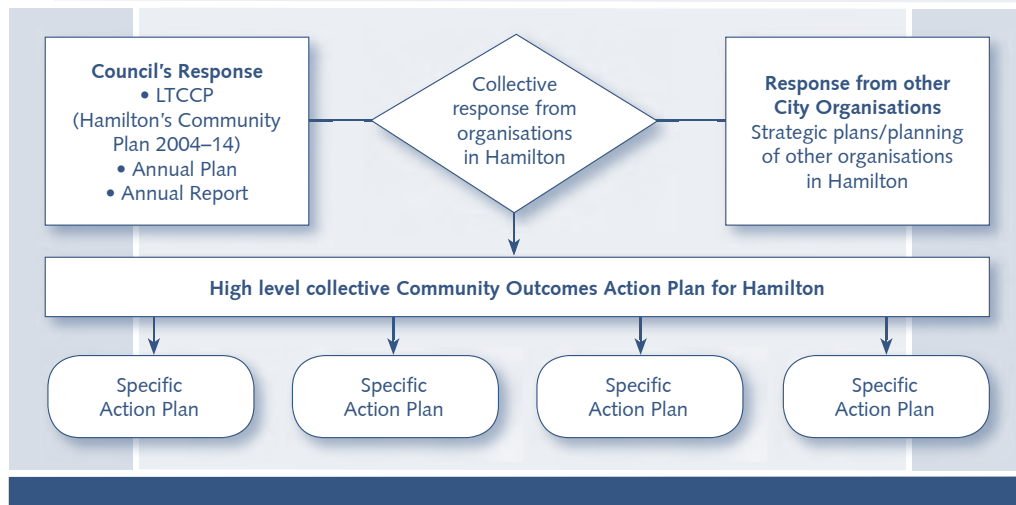 Council's Response
• LTCCP
(Hamilton's Community
Plan 2004–14)
• Annual Plan
• Annual Report
Collective
response from
organisations
in Hamilton
Response from other
City Organisations
Strategic plans/planning
of other organisations
in Hamilton
High level collective Community Outcomes Action Plan for Hamilton
Specific
Action Plan
Specific
Action Plan
Specific
Action Plan
Specific
Action Plan